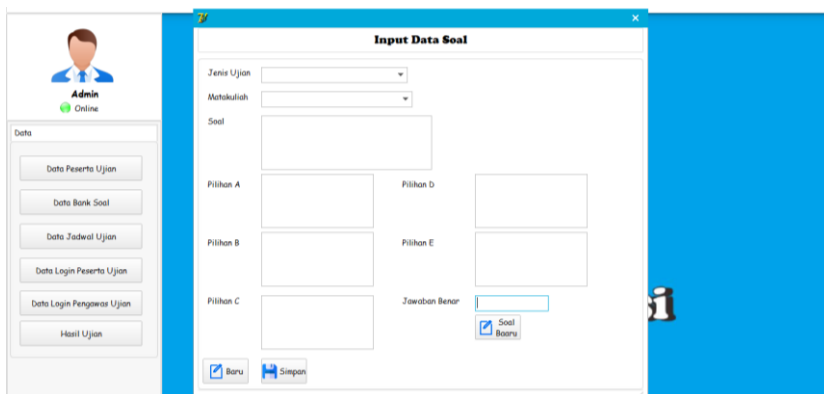 Input Data Soal
Admin
Online
Data
Data Peserta Ujian
Data Bank Soal
Data Jadwal Ujian
Data Login Peserta Ujian
Data Login Pengawas Ujian
Hasil Ujian
Jenis Ujian
Matakuliah
Soal
Pilihan A
Pilihan D
Pilihan B
Pilihan E
Pilihan C
Jawaban Benar
Soal
Baaru
Baru
Simpan
si